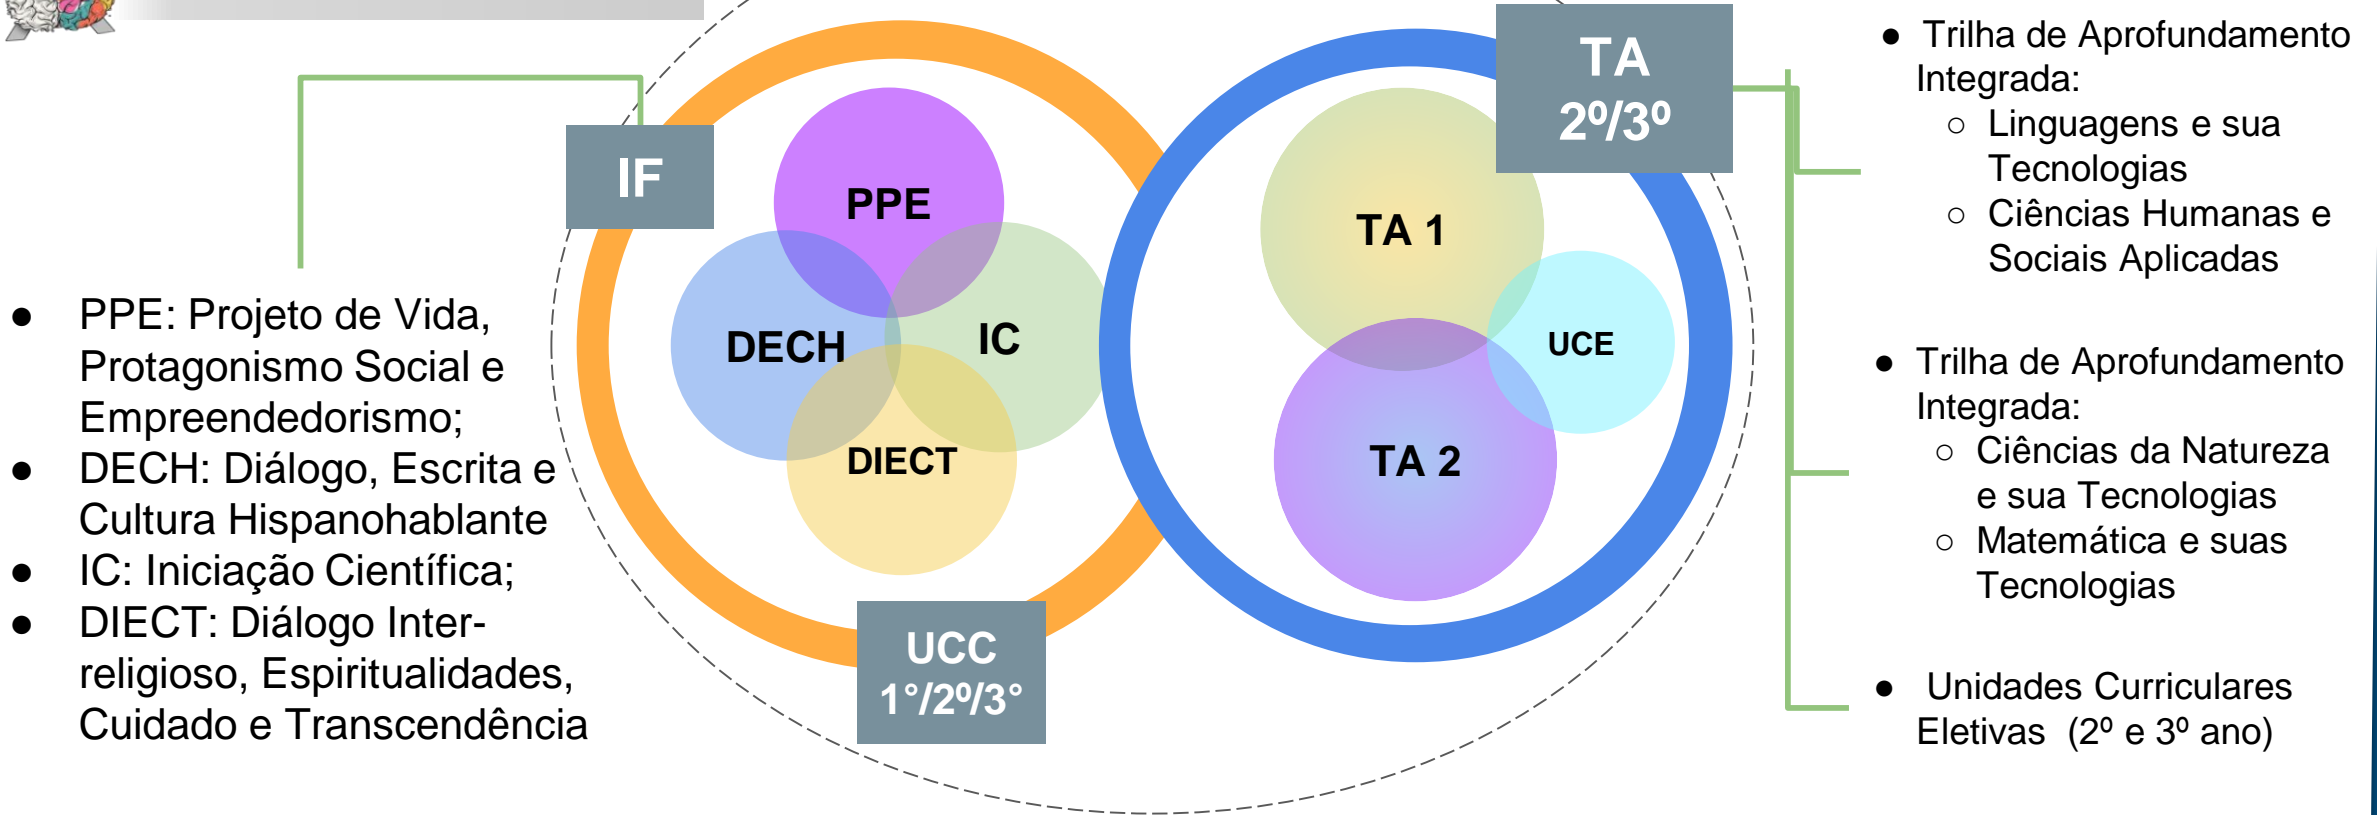 IF
● PPE: Projeto de Vida,
Protagonismo Social e
Empreendedorismo;
● DECH: Diálogo, Escrita e
Cultura Hispanohablante
● IC: Iniciação Científica;
● DIECT: Diálogo Inter-
religioso, Espiritualidades,
Cuidado e Transcendência
PPE
DECH
IC
DIECT
UCC
1°/2º/3°
TA
2º/3º
TA 1
UCE
TA 2
● Trilha de Aprofundamento
Integrada:
○ Linguagens e sua
Tecnologias
○ Ciências Humanas e
Sociais Aplicadas
● Trilha de Aprofundamento
Integrada:
○ Ciências da Natureza
e sua Tecnologias
○ Matemática e suas
Tecnologias
● Unidades Curriculares
Eletivas (2º e 3º ano)